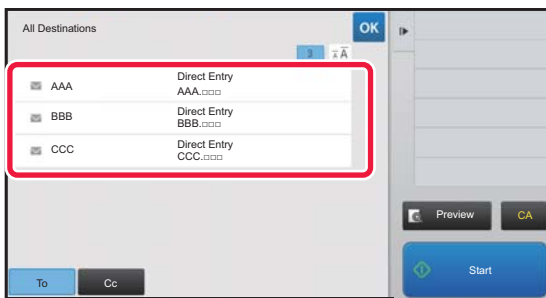 All Destinations
OK
3
AAA Direct Entry
AAA.□□□
BBB Direct Entry
BBB.□□□
CCC Direct Entry
CCC.□□□
Preview
CA
To
Cc
Start